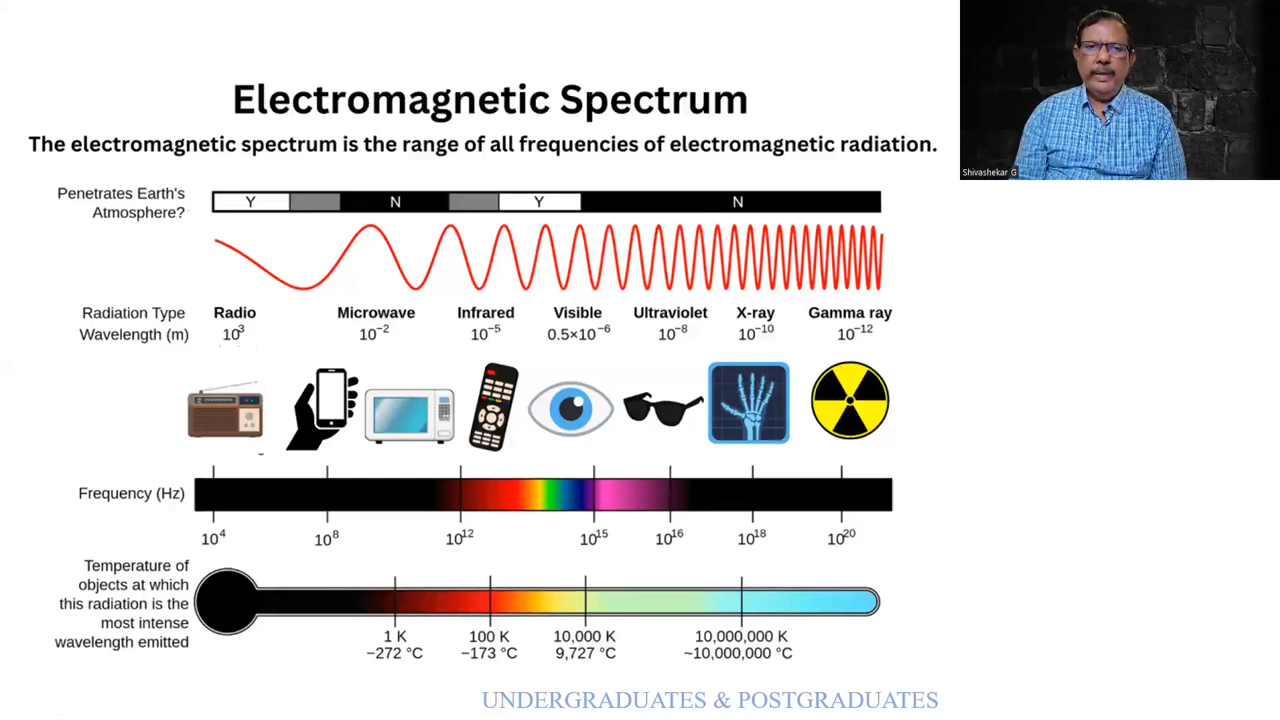 Electromagnetic Spectrum
The electromagnetic spectrum is the range of all frequencies of electromagnetic radiation.
Shivashekar G
Penetrates Earth's
Atmosphere?
Y N Y N
Radiation Type
Radio Microwave Infrared Visible Ultraviolet X-ray Gamma ray
Wavelength (m)
10³ 10⁻² 10⁻⁵ 0.5×10⁻⁶ 10⁻⁸ 10⁻¹⁰ 10⁻¹²
Frequency (Hz)
10⁴ 10⁸ 10¹² 10¹⁵ 10¹⁶ 10¹⁸ 10²⁰
Temperature of
objects at which
this radiation is the
most intense
wavelength emitted
1 K 100 K 10,000 K 10,000,000 K
−272 °C −173 °C 9,727 °C ~10,000,000 °C
UNDERGRADUATES & POSTGRADUATES